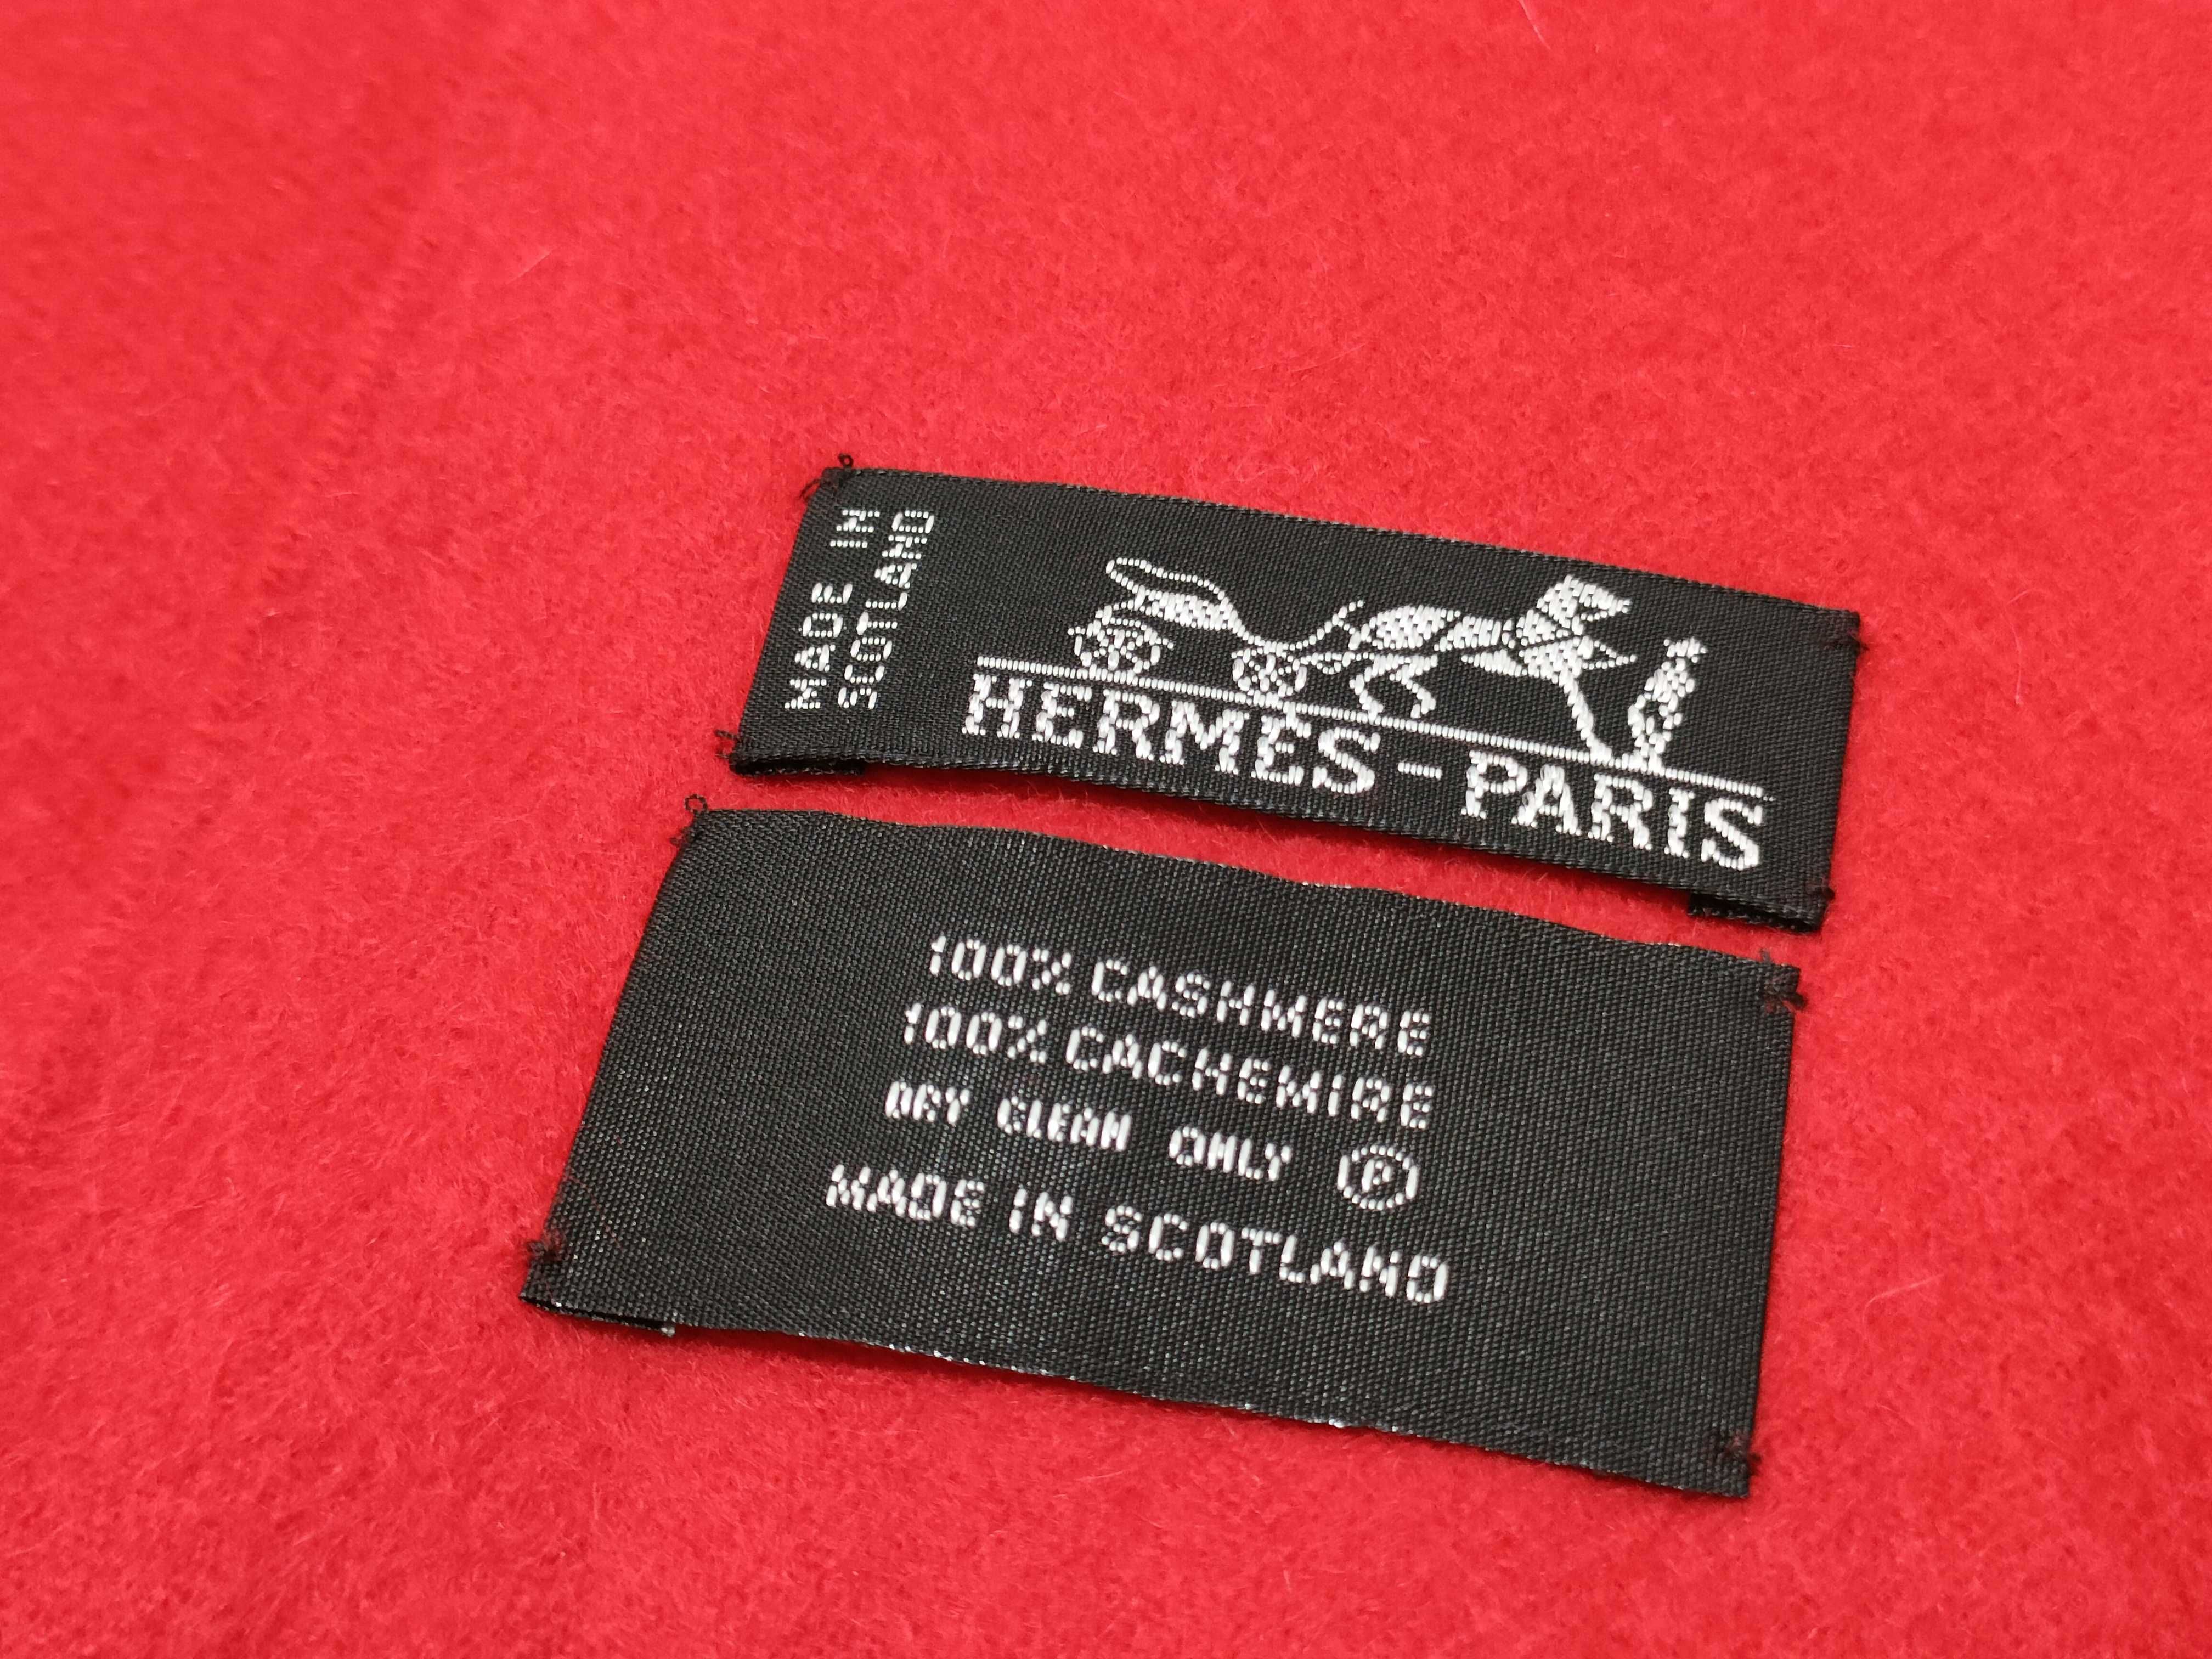 MADE IN
SCOTLAND
HERMES-PARIS
100% CASHMERE
100% CACHEMIRE
DRY CLEAN ONLY Ⓟ
MADE IN SCOTLAND